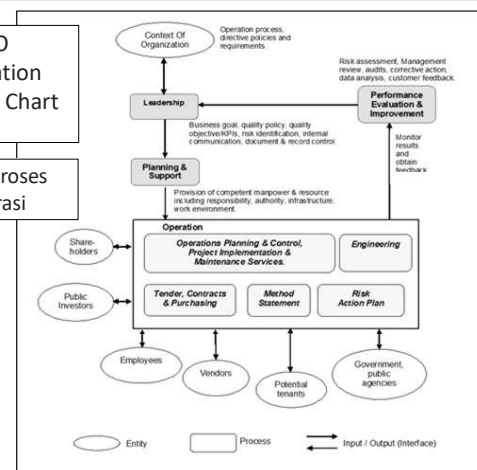 Chart
Context Of
Organization
Operation process,
directive policies and
requirements.
Risk assessment, Management
review, audits, corrective action,
data analysis, customer feedback.
Leadership
Performance
Evaluation &
Improvement
Business goal, quality policy, quality
objective/KPIs, risk identification, internal
communication, document & record control.
Monitor
results
and
obtain
feedback
Planning &
Support
Provision of competent manpower & resource
including responsibility, authority, infrastructure,
work environment.
Operation
Operations Planning & Control,
Project Implementation &
Maintenance Services.
Engineering
Share-
holders
Tender, Contracts
& Purchasing
Method
Statement
Risk
Action Plan
Public
Investors
Employees
Vendors
Potential
tenants
Government,
public
agencies
Entity
Process
Input / Output (Interface)